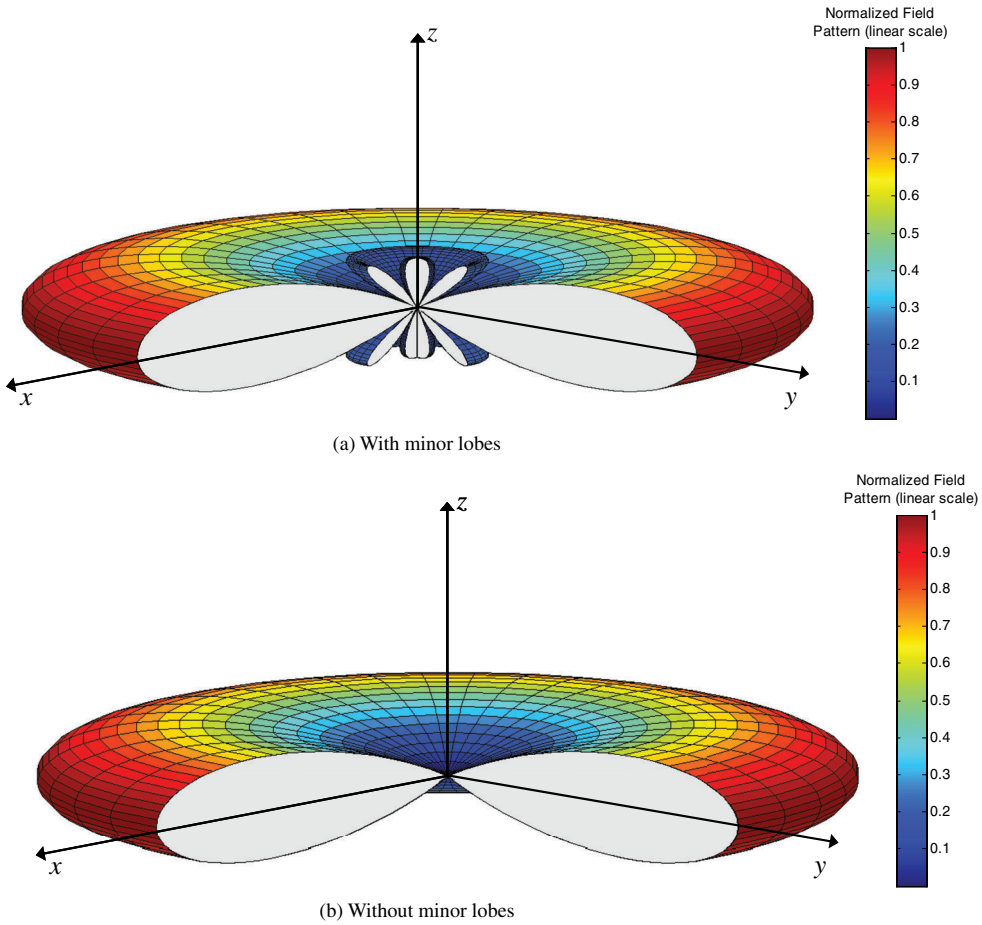 Normalized Field
Pattern (linear scale)
z
1
0.9
0.8
0.7
0.6
0.5
0.4
0.3
0.2
0.1
x
y
(a) With minor lobes
Normalized Field
Pattern (linear scale)
z
1
0.9
0.8
0.7
0.6
0.5
0.4
0.3
0.2
0.1
x
y
(b) Without minor lobes